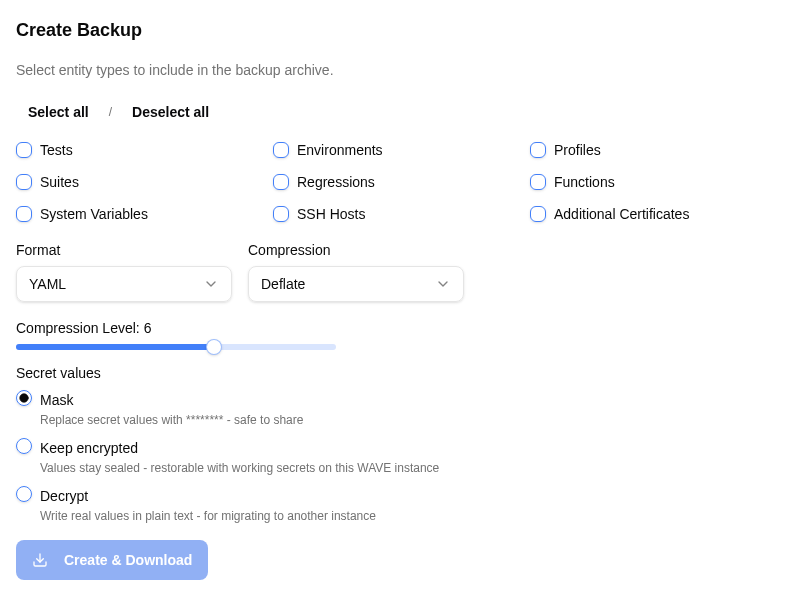 Create Backup
Select entity types to include in the backup archive.
Select all / Deselect all
Tests Environments Profiles
Suites Regressions Functions
System Variables SSH Hosts Additional Certificates
Format Compression
YAML Deflate
Compression Level: 6
Secret values
Mask
Replace secret values with ******** - safe to share
Keep encrypted
Values stay sealed - restorable with working secrets on this WAVE instance
Decrypt
Write real values in plain text - for migrating to another instance
Create & Download